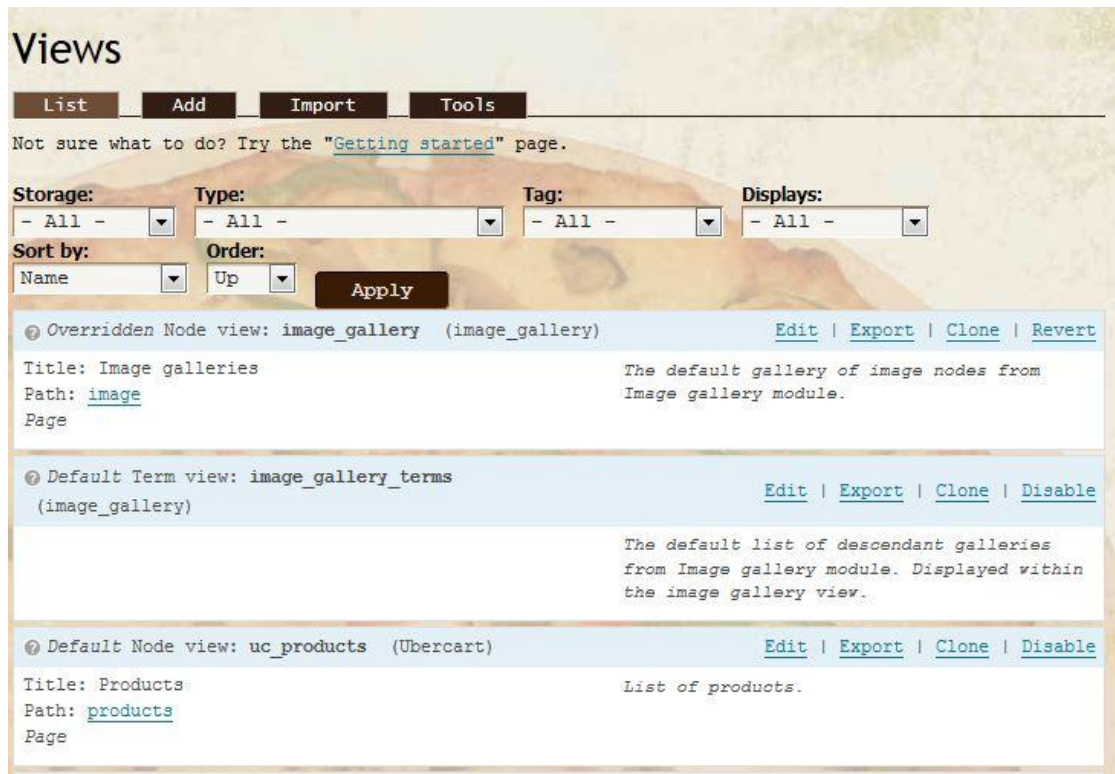 Views
List Add Import Tools
Not sure what to do? Try the "Getting started" page.
Storage: Type: Tag: Displays:
- All - - All - - All - - All -
Sort by: Order:
Name Up Apply
Overridden Node view: image_gallery (image_gallery) Edit | Export | Clone | Revert
Title: Image galleries The default gallery of image nodes from
Path: image Image gallery module.
Page
Default Term view: image_gallery_terms
(image_gallery) Edit | Export | Clone | Disable
The default list of descendant galleries
from Image gallery module. Displayed within
the image gallery view.
Default Node view: uc_products (Ubercart) Edit | Export | Clone | Disable
Title: Products List of products.
Path: products
Page